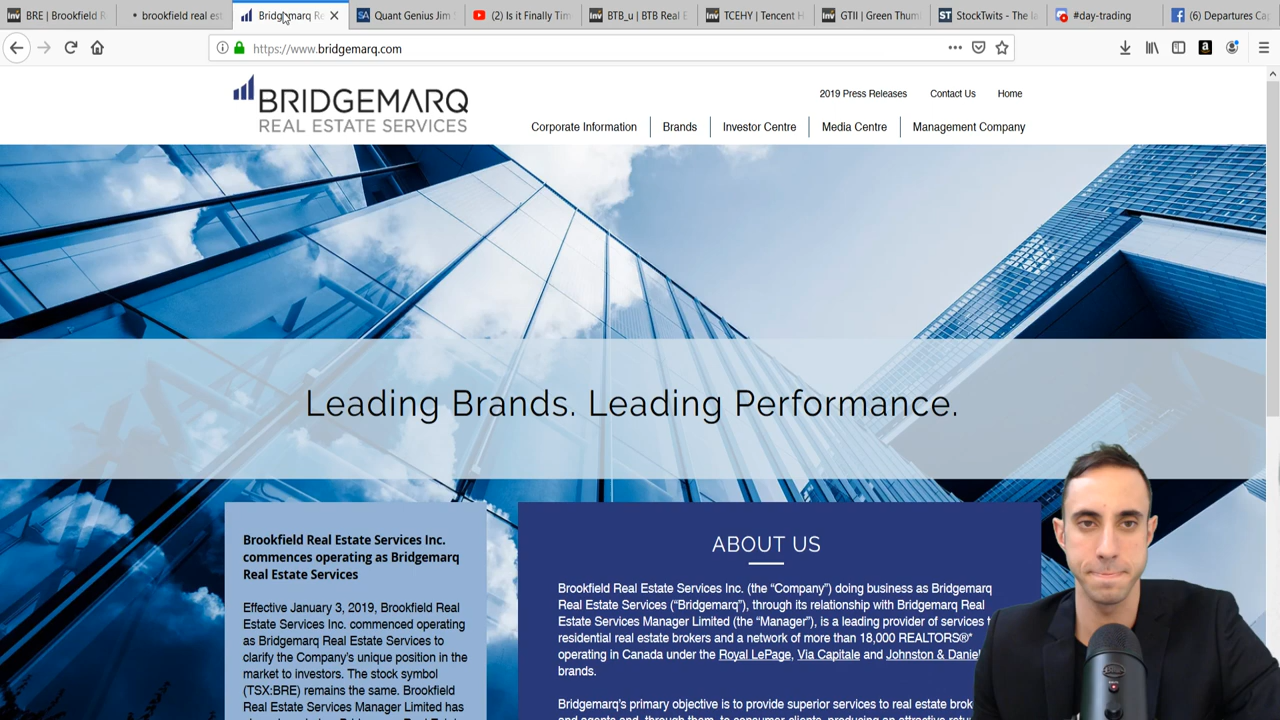 BRE | Brookfield R
brookfield real est
Bridgemarq Re
Quant Genius Jim
(2) Is it Finally Tim
BTB_u | BTB Real E
TCEHY | Tencent H
GTII | Green Thum
StockTwits - The la
#day-trading
(6) Departures Ca
https://www.bridgemarq.com
BRIDGEMARQ
REAL ESTATE SERVICES
2019 Press Releases
Contact Us
Home
Corporate Information
Brands
Investor Centre
Media Centre
Management Company
Leading Brands. Leading Performance.
Brookfield Real Estate Services Inc.
commences operating as Bridgemarq
Real Estate Services
Effective January 3, 2019, Brookfield Real
Estate Services Inc. commenced operating
as Bridgemarq Real Estate Services to
clarify the Company's unique position in the
market to investors. The stock symbol
(TSX:BRE) remains the same. Brookfield
Real Estate Services Manager Limited has
ABOUT US
Brookfield Real Estate Services Inc. (the “Company”) doing business as Bridgemarq
Real Estate Services (“Bridgemarq”), through its relationship with Bridgemarq Real
Estate Services Manager Limited (the “Manager”), is a leading provider of services t
residential real estate brokers and a network of more than 18,000 REALTORS®*
operating in Canada under the Royal LePage, Via Capitale and Johnston & Daniel
brands.
Bridgemarq's primary objective is to provide superior services to real estate brok